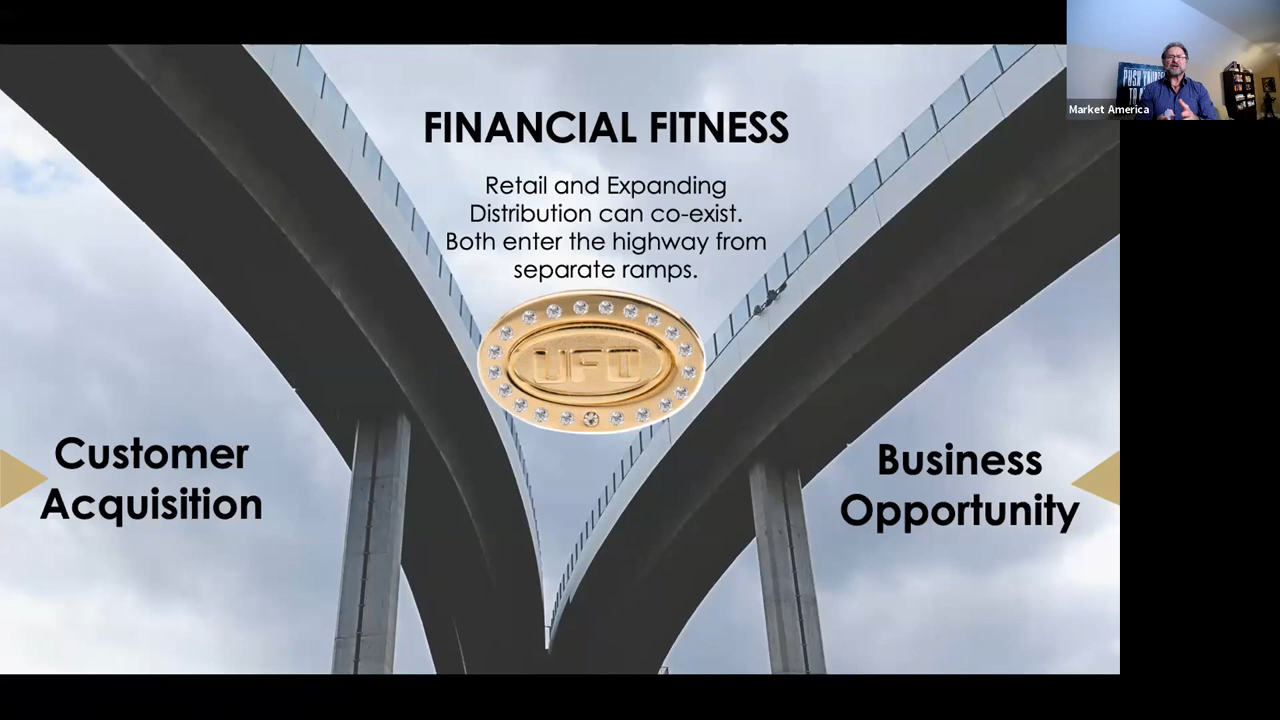 FINANCIAL FITNESS
Retail and Expanding
Distribution can co-exist.
Both enter the highway from
separate ramps.
UFO
Customer
Acquisition
Business
Opportunity
Market America